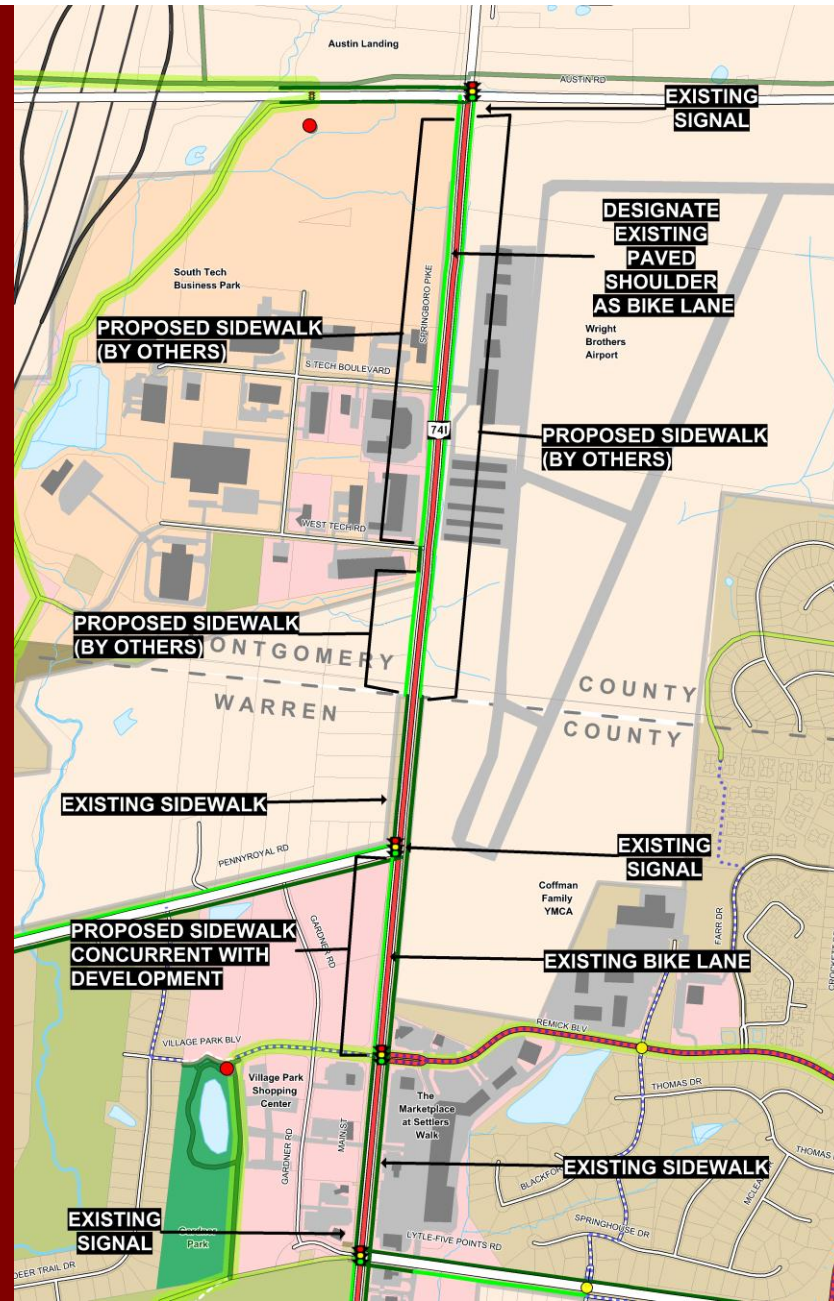 Austin Landing
AUSTIN RD
EXISTING
SIGNAL
DESIGNATE
EXISTING
PAVED
SHOULDER
AS BIKE LANE
South Tech
Business Park
SPRINGBORO PIKE
PROPOSED SIDEWALK
(BY OTHERS)
Wright
Brothers
Airport
S TECH BOULEVARD
741
PROPOSED SIDEWALK
(BY OTHERS)
WEST TECH RD
PROPOSED SIDEWALK
(BY OTHERS)
ONTGOMERY
COUNTY
WARREN
COUNTY
EXISTING SIDEWALK
PENNYROYAL RD
EXISTING
SIGNAL
Coffman
Family
YMCA
GARDNER RD
FARR DR
PROPOSED SIDEWALK
CONCURRENT WITH
DEVELOPMENT
EXISTING BIKE LANE
REMICK BLV
VILLAGE PARK BLV
Village Park
Shopping
Center
MAIN ST
GARDNER RD
The
Marketplace
at Settlers
Walk
THOMAS DR
THOMAS
EXISTING SIDEWALK
SPRINGHOUSE DR
EXISTING
SIGNAL
Park
LYTLE-FIVE POINTS RD
DEER TRAIL DR